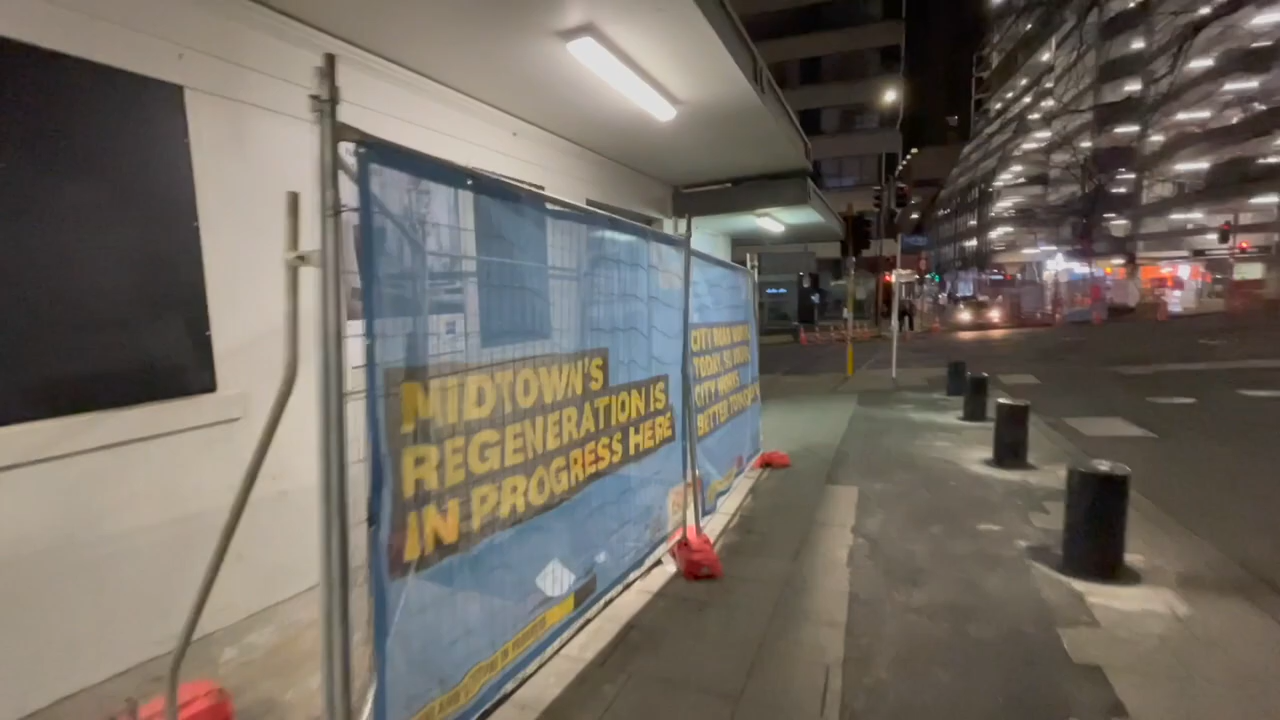 MIDTOWN'S
REGENERATION IS
IN PROGRESS HERE
CITY ROAD WORKS
TODAY, SO YOUR
CITY WORKS
BETTER TOMORROW